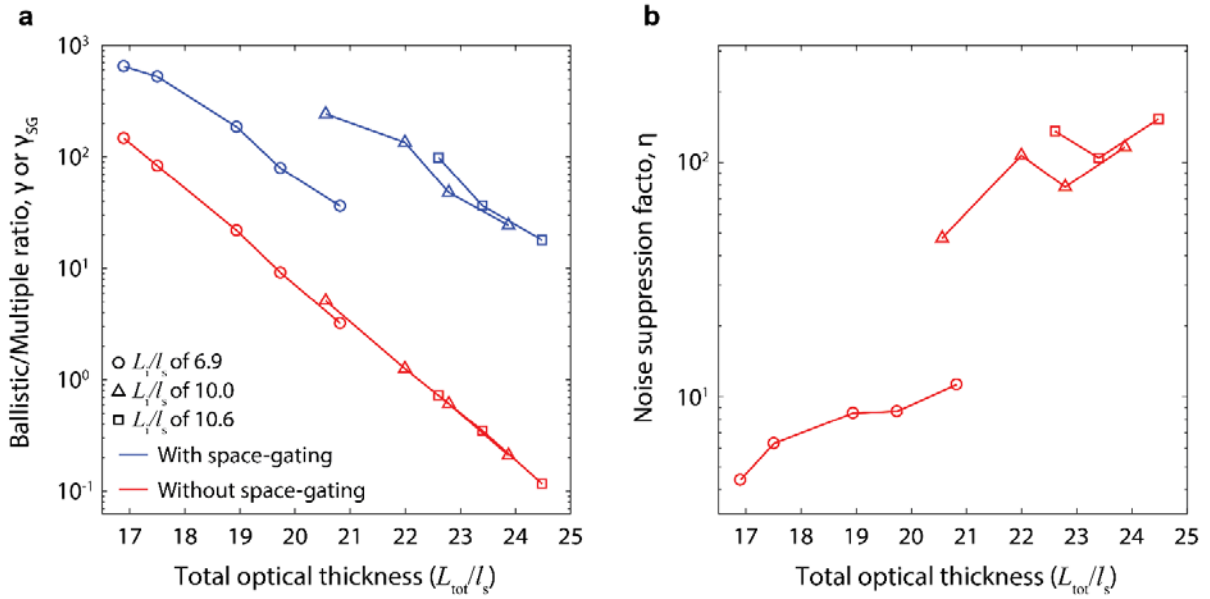 a
10³
10²
10¹
10⁰
10⁻¹
Ballistic/Multiple ratio, γ or γSG
Lᵢ/lₛ of 6.9
Lᵢ/lₛ of 10.0
Lᵢ/lₛ of 10.6
With space-gating
Without space-gating
17 18 19 20 21 22 23 24 25
Total optical thickness (Ltot/lₛ)
b
10²
10¹
Noise suppression facto, η
17 18 19 20 21 22 23 24 25
Total optical thickness (Ltot/lₛ)